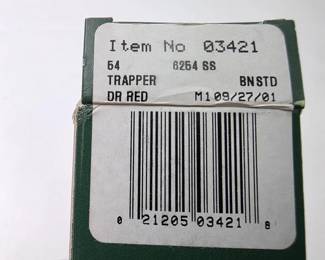 Item No 03421
54 6254 SS
TRAPPER BNSTD
DR RED M109/27/01
0 21205 03421 8